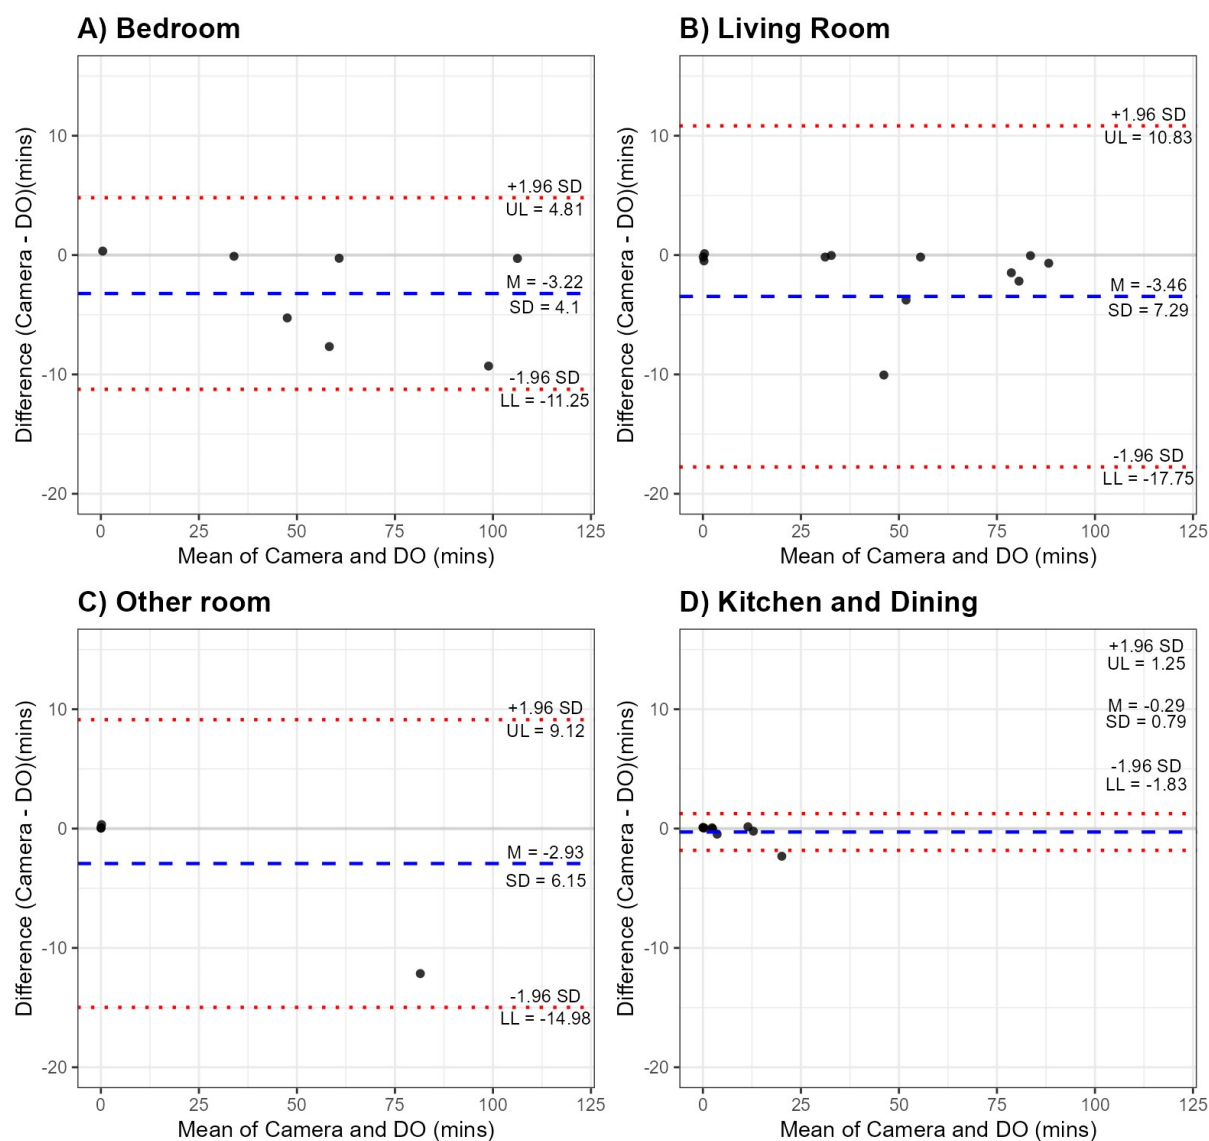 A) Bedroom
Difference (Camera - DO)(mins)
10
0
-10
-20
+1.96 SD
UL = 4.81
M = -3.22
SD = 4.1
-1.96 SD
LL = -11.25
0 25 50 75 100 125
Mean of Camera and DO (mins)
B) Living Room
Difference (Camera - DO)(mins)
10
0
-10
-20
+1.96 SD
UL = 10.83
M = -3.46
SD = 7.29
-1.96 SD
LL = -17.75
0 25 50 75 100 125
Mean of Camera and DO (mins)
C) Other room
Difference (Camera - DO)(mins)
10
0
-10
-20
+1.96 SD
UL = 9.12
M = -2.93
SD = 6.15
-1.96 SD
LL = -14.98
0 25 50 75 100 125
Mean of Camera and DO (mins)
D) Kitchen and Dining
Difference (Camera - DO)(mins)
10
0
-10
-20
+1.96 SD
UL = 1.25
M = -0.29
SD = 0.79
-1.96 SD
LL = -1.83
0 25 50 75 100 125
Mean of Camera and DO (mins)